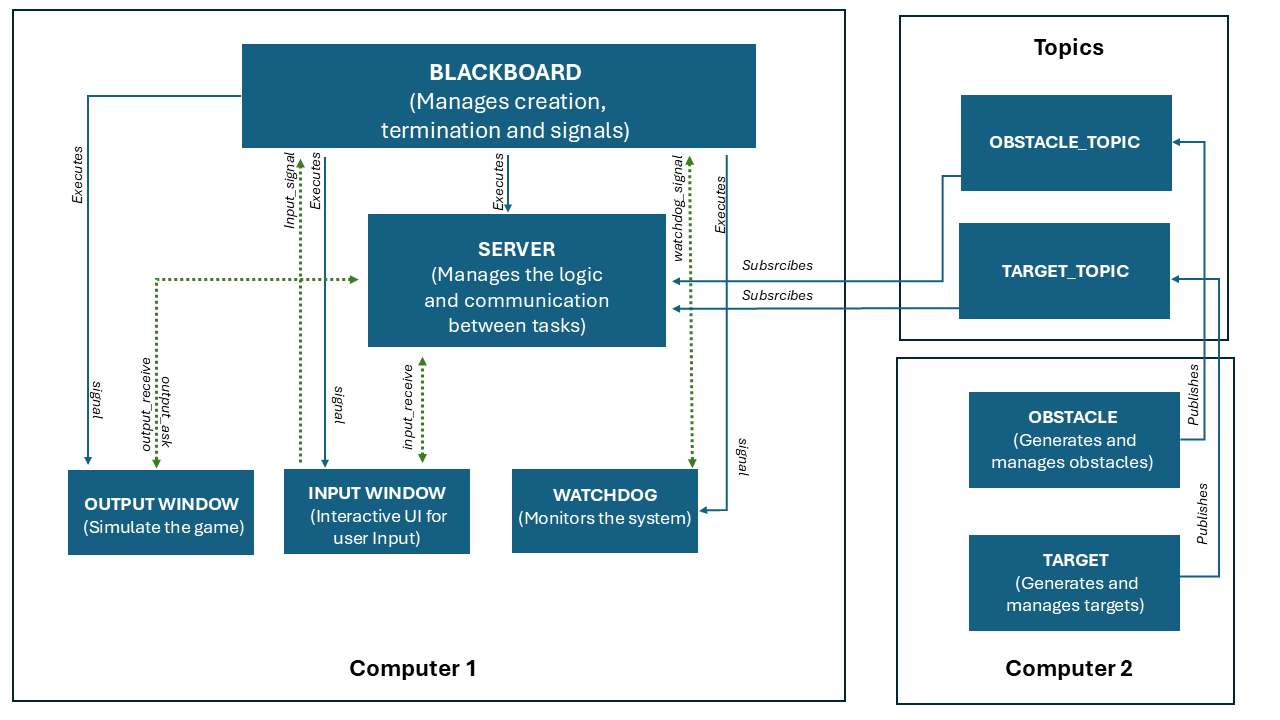 BLACKBOARD
(Manages creation,
termination and signals)
Executes
Input_signal
Executes
Executes
watchdog_signal
Executes
SERVER
(Manages the logic
and communication
between tasks)
Subsrcibes
Subsrcibes
signal
output_receive
output_ask
signal
input_receive
signal
OUTPUT WINDOW
(Simulate the game)
INPUT WINDOW
(Interactive UI for
user Input)
WATCHDOG
(Monitors the system)
Computer 1
Topics
OBSTACLE_TOPIC
TARGET_TOPIC
Publishes
OBSTACLE
(Generates and
manages obstacles)
Publishes
TARGET
(Generates and
manages targets)
Computer 2